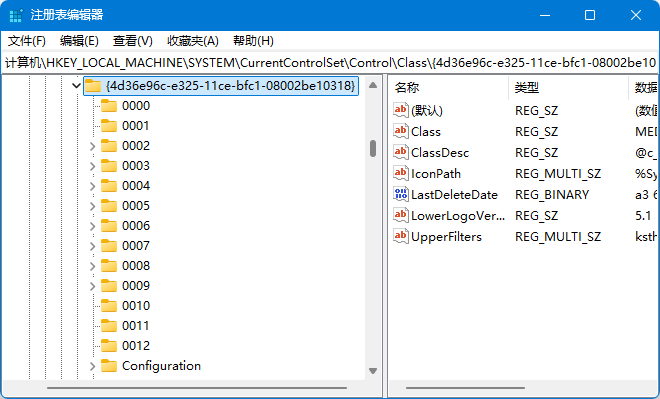 注册表编辑器
文件(F) 编辑(E) 查看(V) 收藏夹(A) 帮助(H)
计算机\HKEY_LOCAL_MACHINE\SYSTEM\CurrentControlSet\Control\Class\{4d36e96c-e325-11ce-bfc1-08002be10
{4d36e96c-e325-11ce-bfc1-08002be10318}
0000
0001
0002
0003
0004
0005
0006
0007
0008
0009
0010
0011
0012
Configuration
名称 类型 数据
(默认) REG_SZ (数值
Class REG_SZ MED
ClassDesc REG_SZ @c_
IconPath REG_MULTI_SZ %Sy
LastDeleteDate REG_BINARY a3 6
LowerLogoVer... REG_SZ 5.1
UpperFilters REG_MULTI_SZ ksth